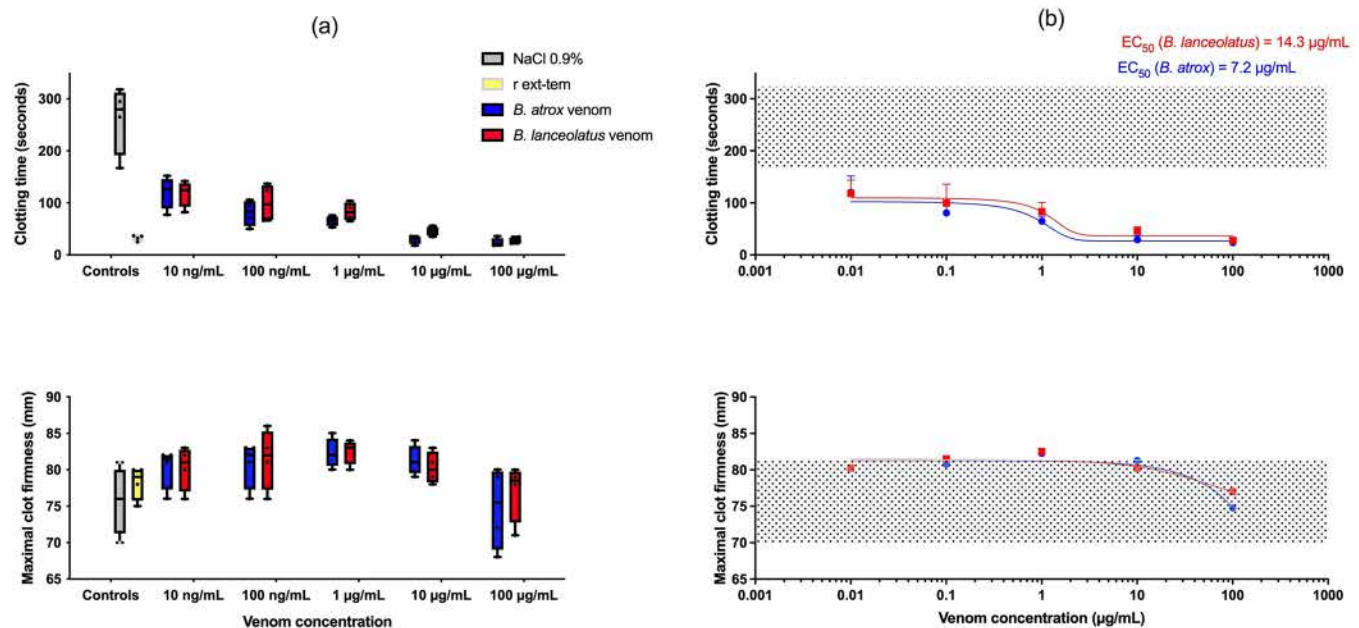 (a)
NaCl 0.9%
r ext-tem
B. atrox venom
B. lanceolatus venom
Clotting time (seconds)
300
200
100
0
Controls 10 ng/mL 100 ng/mL 1 µg/mL 10 µg/mL 100 µg/mL
(b)
EC50 (B. lanceolatus) = 14.3 µg/mL
EC50 (B. atrox) = 7.2 µg/mL
Clotting time (seconds)
300
200
100
0
0.001 0.01 0.1 1 10 100 1000
Maximal clot firmness (mm)
90
85
80
75
70
65
Controls 10 ng/mL 100 ng/mL 1 µg/mL 10 µg/mL 100 µg/mL
Venom concentration
Maximal clot firmness (mm)
90
85
80
75
70
65
0.001 0.01 0.1 1 10 100 1000
Venom concentration (µg/mL)